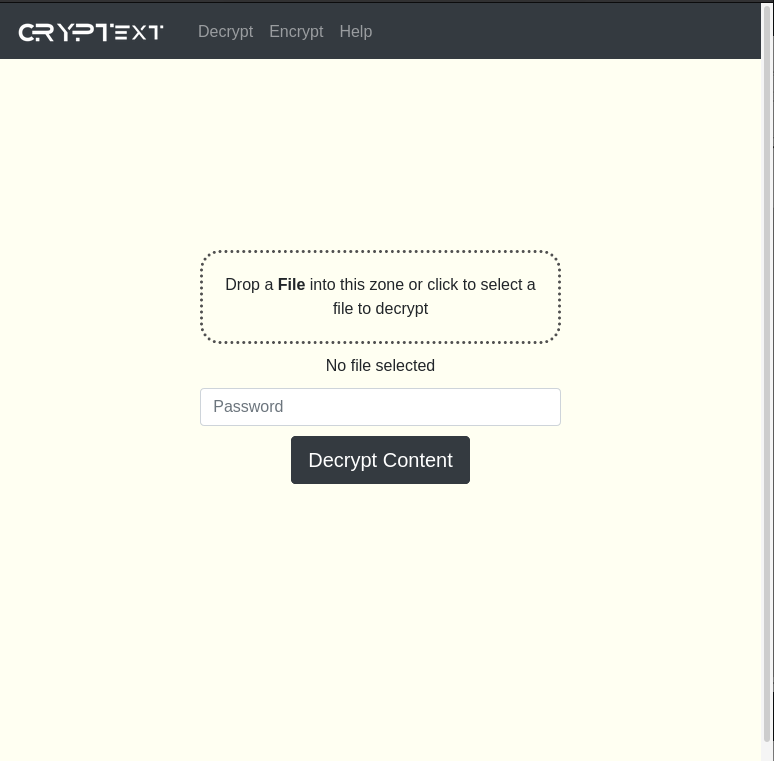 CRYPTEXT Decrypt Encrypt Help
Drop a File into this zone or click to select a
file to decrypt
No file selected
Password
Decrypt Content